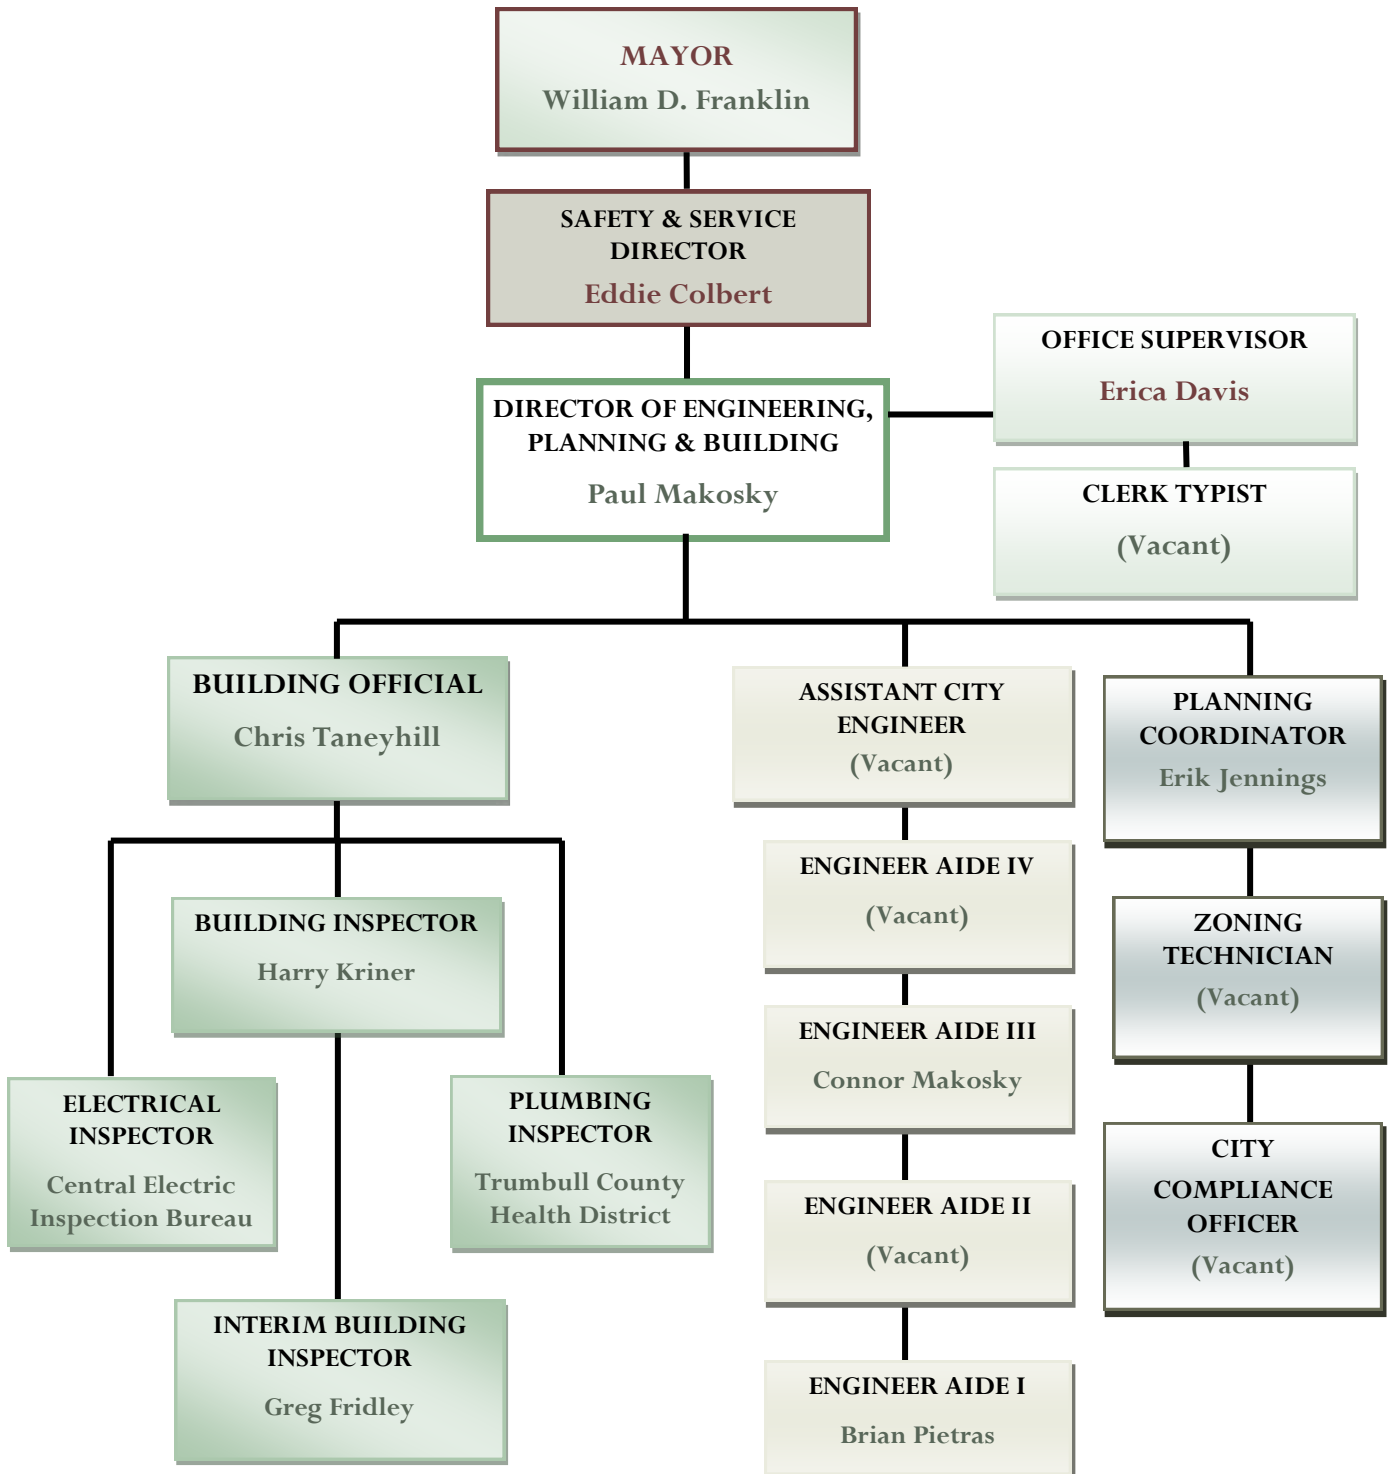 MAYOR
William D. Franklin
SAFETY & SERVICE
DIRECTOR
Eddie Colbert
OFFICE SUPERVISOR
Erica Davis
DIRECTOR OF ENGINEERING,
PLANNING & BUILDING
Paul Makosky
CLERK TYPIST
(Vacant)
BUILDING OFFICIAL
Chris Taneyhill
ASSISTANT CITY
ENGINEER
(Vacant)
PLANNING
COORDINATOR
Erik Jennings
ENGINEER AIDE IV
(Vacant)
BUILDING INSPECTOR
Harry Kriner
ZONING
TECHNICIAN
(Vacant)
ENGINEER AIDE III
Connor Makosky
ELECTRICAL
INSPECTOR
Central Electric
Inspection Bureau
PLUMBING
INSPECTOR
Trumbull County
Health District
CITY
COMPLIANCE
OFFICER
(Vacant)
ENGINEER AIDE II
(Vacant)
INTERIM BUILDING
INSPECTOR
Greg Fridley
ENGINEER AIDE I
Brian Pietras